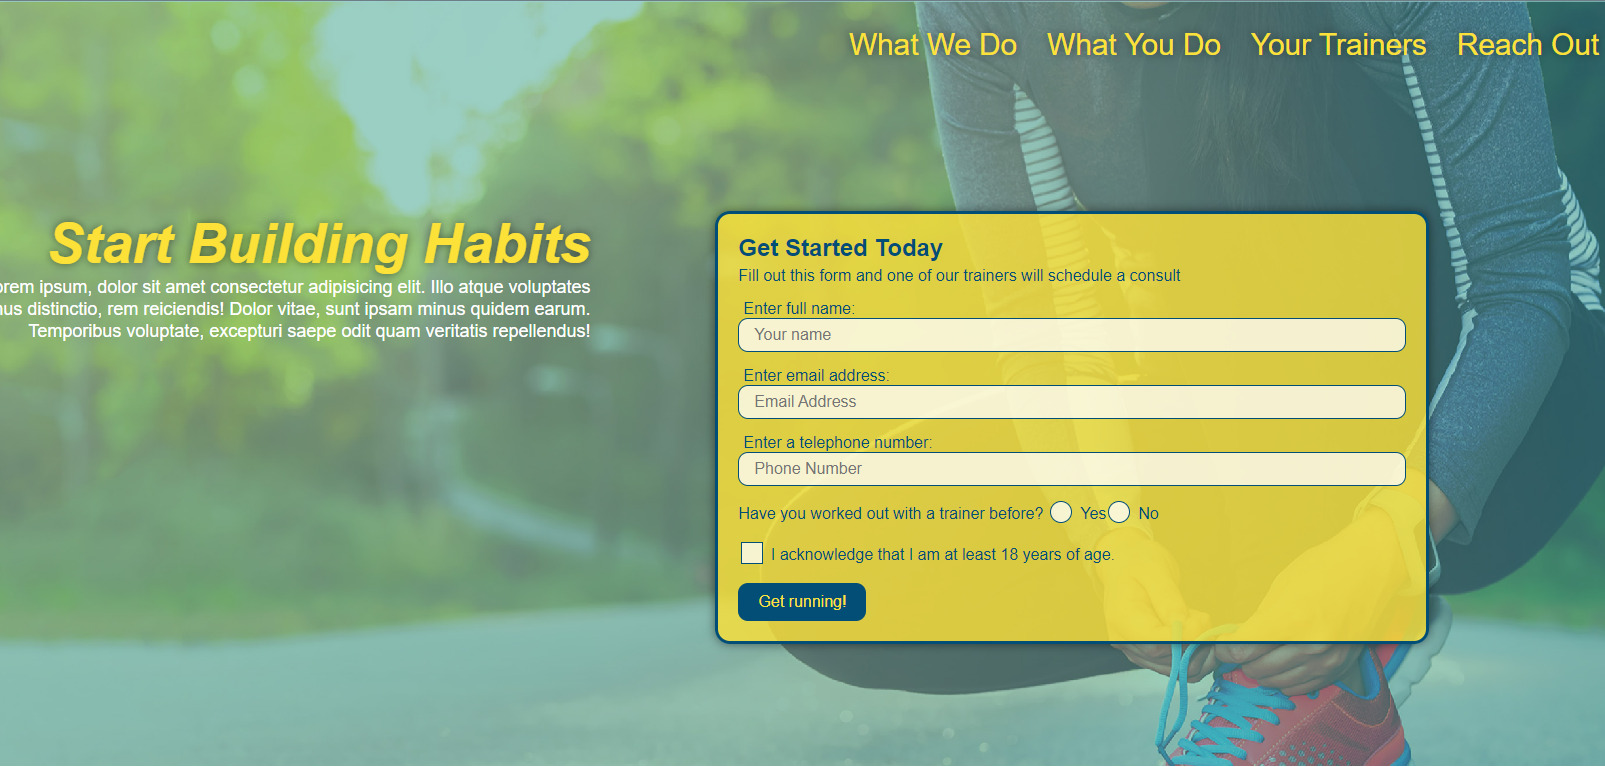 What We Do What You Do Your Trainers Reach Out
Start Building Habits
orem ipsum, dolor sit amet consectetur adipisicing elit. Illo atque voluptates
nus distinctio, rem reiciendis! Dolor vitae, sunt ipsam minus quidem earum.
Temporibus voluptate, excepturi saepe odit quam veritatis repellendus!
Get Started Today
Fill out this form and one of our trainers will schedule a consult
Enter full name:
Your name
Enter email address:
Email Address
Enter a telephone number:
Phone Number
Have you worked out with a trainer before? Yes No
I acknowledge that I am at least 18 years of age.
Get running!